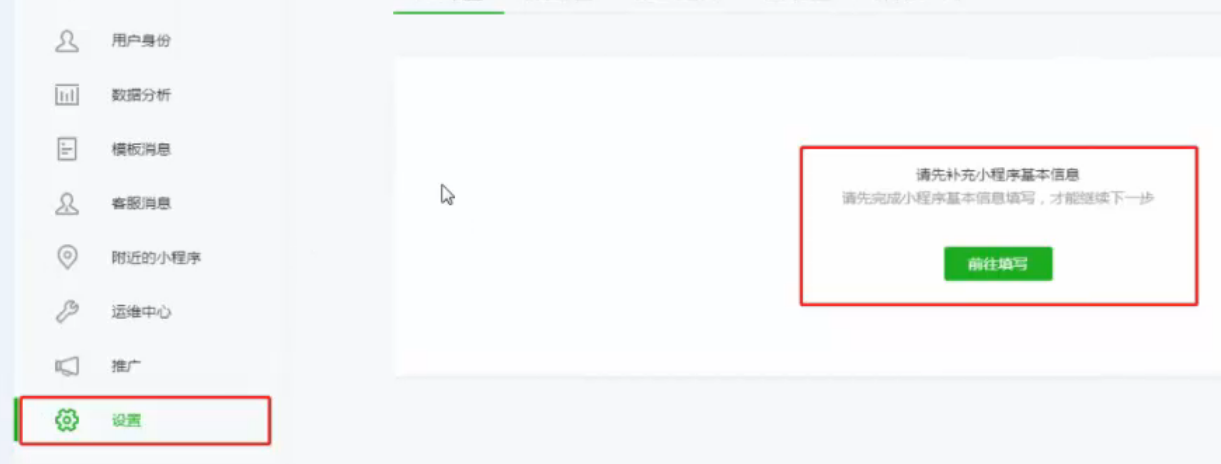 用户身份
数据分析
模板消息
客服消息
附近的小程序
运维中心
推广
设置
请先补充小程序基本信息
请先完成小程序基本信息填写，才能继续下一步
前往填写